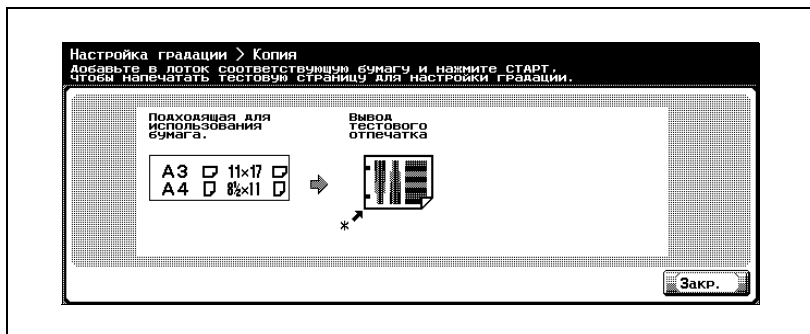 Настройка градации > Копия
Добавьте в лоток соответствующую бумагу и нажмите СТАРТ,
чтобы напечатать тестовую страницу для настройки градации.
Подходящая для
использования
бумага.
Вывод
тестового
отпечатка
A3 11×17
A4 8½×11
*
Закр.